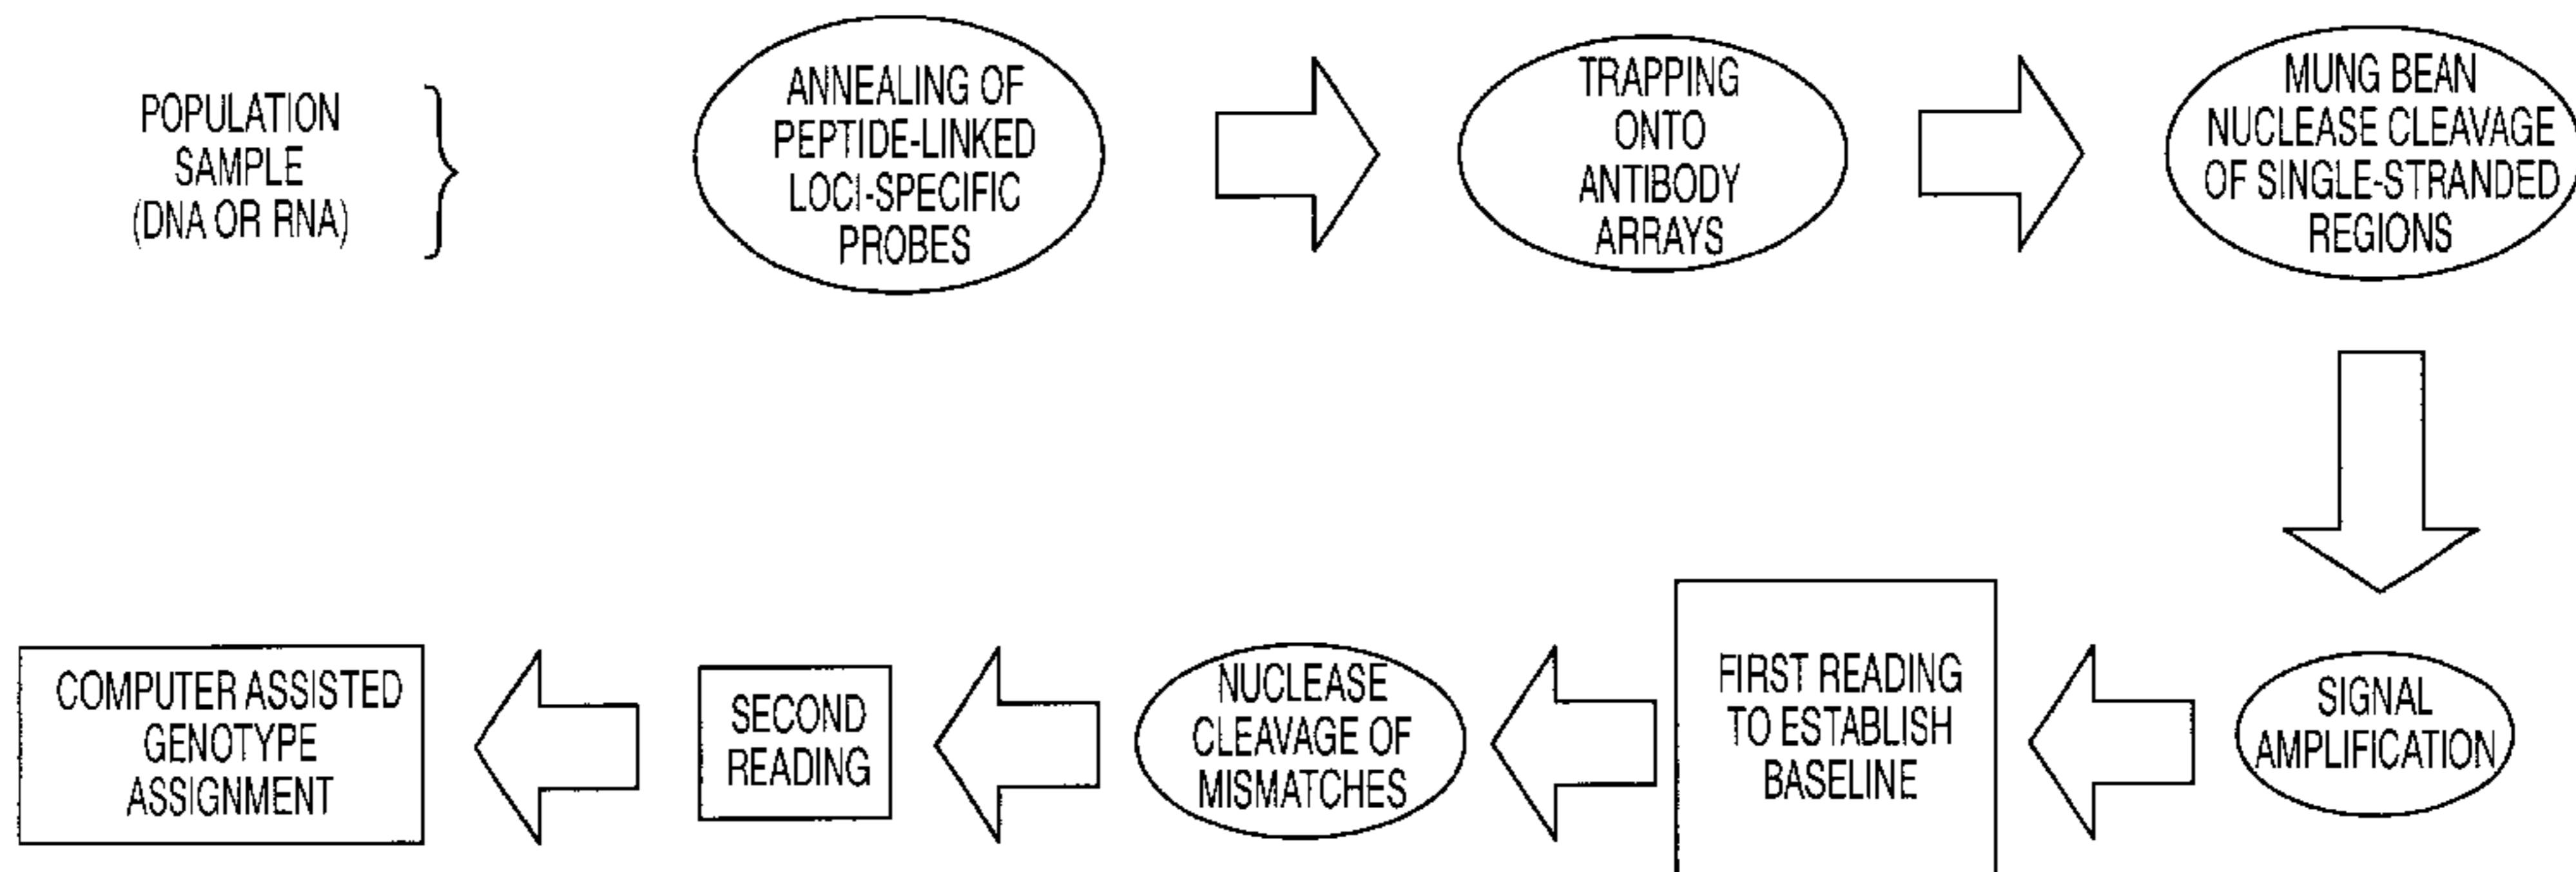 POPULATION
SAMPLE
(DNA OR RNA)
ANNEALING OF
PEPTIDE-LINKED
LOCI-SPECIFIC
PROBES
TRAPPING
ONTO
ANTIBODY
ARRAYS
MUNG BEAN
NUCLEASE CLEAVAGE
OF SINGLE-STRANDED
REGIONS
SIGNAL
AMPLIFICATION
FIRST READING
TO ESTABLISH
BASELINE
NUCLEASE
CLEAVAGE OF
MISMATCHES
SECOND
READING
COMPUTER ASSISTED
GENOTYPE
ASSIGNMENT